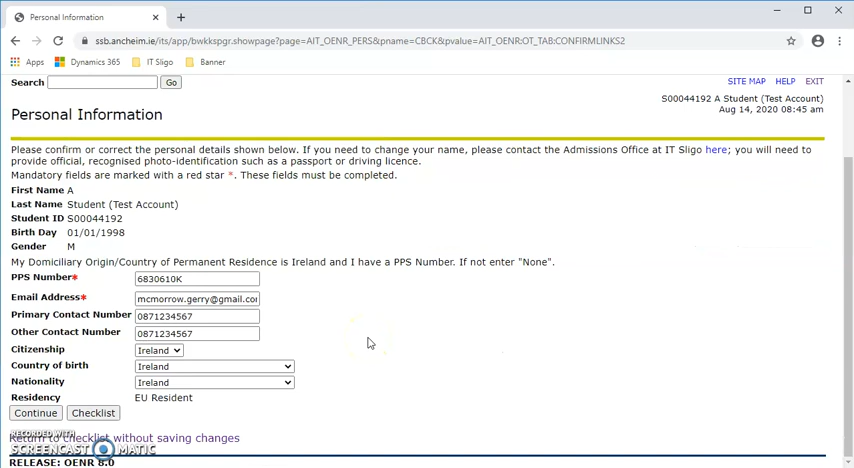 Personal Information
ssb.ancheim.ie/its/app/bwkkspgr.showpage?page=AIT_OENR_PERS&pname=CBCK&pvalue=AIT_OENR:OT_TAB:CONFIRMLINKS2
Apps Dynamics 365 IT Sligo Banner
Search Go SITE MAP HELP EXIT
S00044192 A Student (Test Account)
Aug 14, 2020 08:45 am
Personal Information
Please confirm or correct the personal details shown below. If you need to change your name, please contact the Admissions Office at IT Sligo here; you will need to
provide official, recognised photo-identification such as a passport or driving licence.
Mandatory fields are marked with a red star *. These fields must be completed.
First Name A
Last Name Student (Test Account)
Student ID S00044192
Birth Day 01/01/1998
Gender M
My Domiciliary Origin/Country of Permanent Residence is Ireland and I have a PPS Number. If not enter "None".
PPS Number* 6830610K
Email Address* mcmorrow.gerry@gmail.con
Primary Contact Number 0871234567
Other Contact Number 0871234567
Citizenship Ireland
Country of birth Ireland
Nationality Ireland
Residency EU Resident
Continue Checklist
RECORDED WITH
Return to checklist without saving changes
SCREENCAST MATIC
RELEASE: OENR 8.0